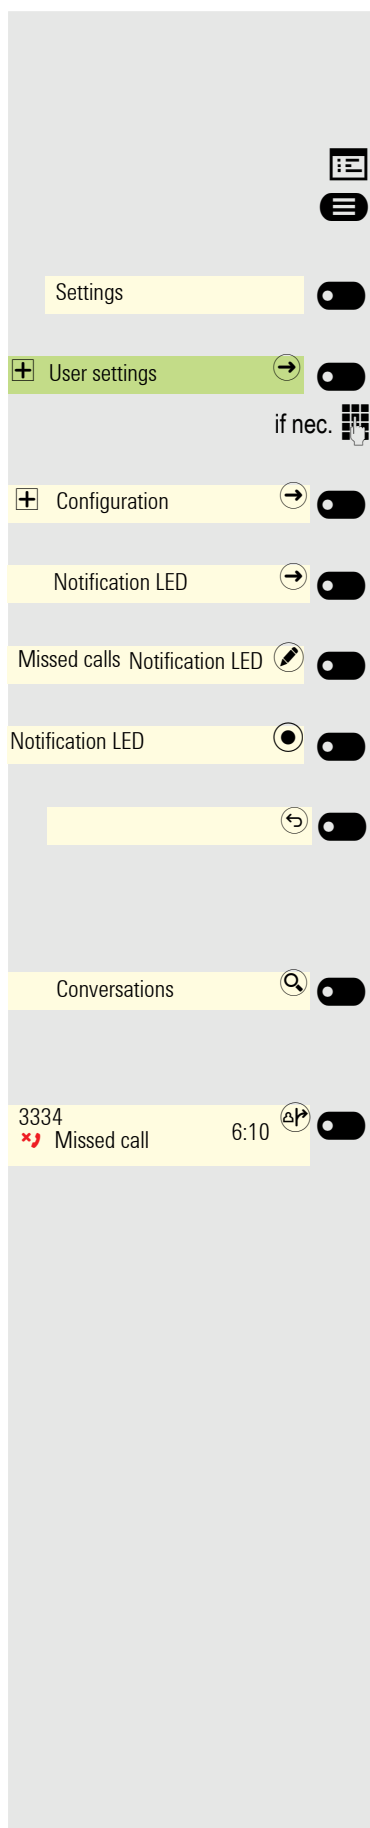 Settings
User settings
if nec.
Configuration
Notification LED
Missed calls Notification LED
Notification LED
Conversations
3334
Missed call 6:10